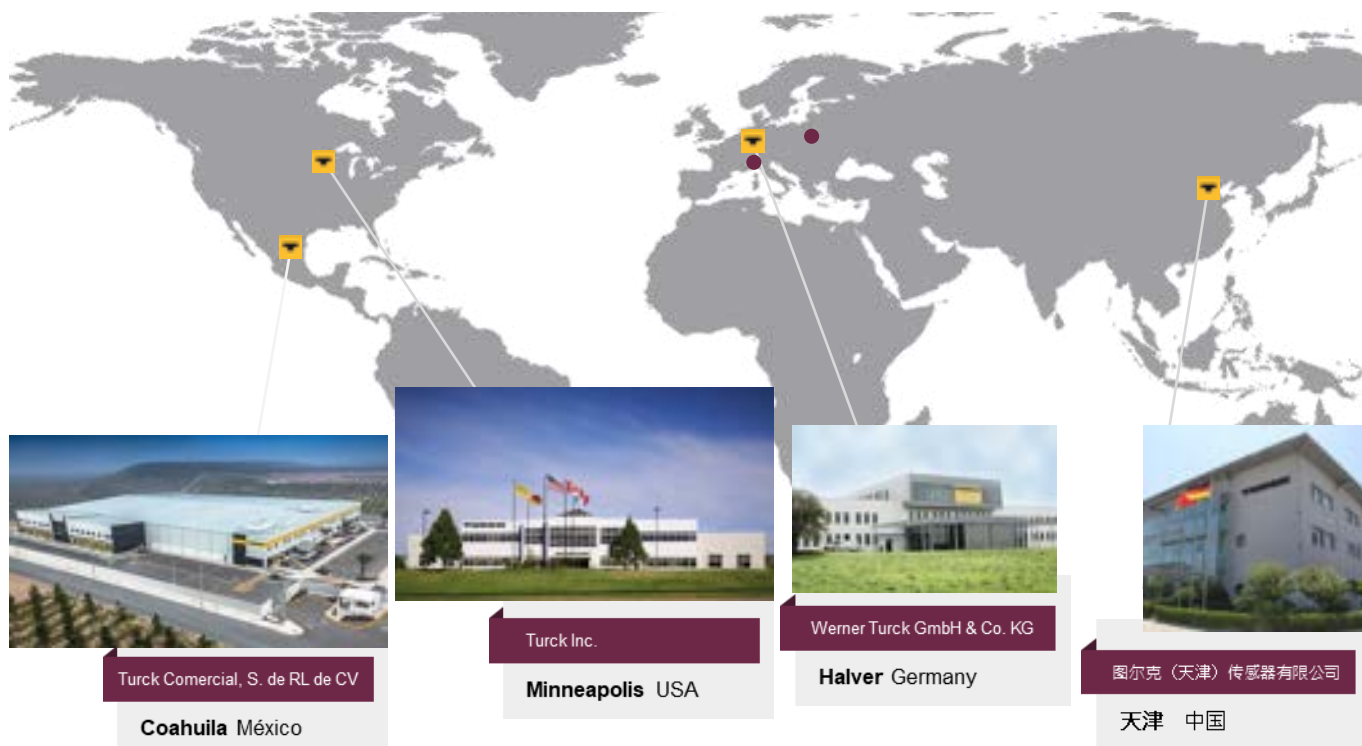 Turck Comercial, S. de RL de CV
Coahuila México
Turck Inc.
Minneapolis USA
Werner Turck GmbH & Co. KG
Halver Germany
图尔克（天津）传感器有限公司
天津 中国